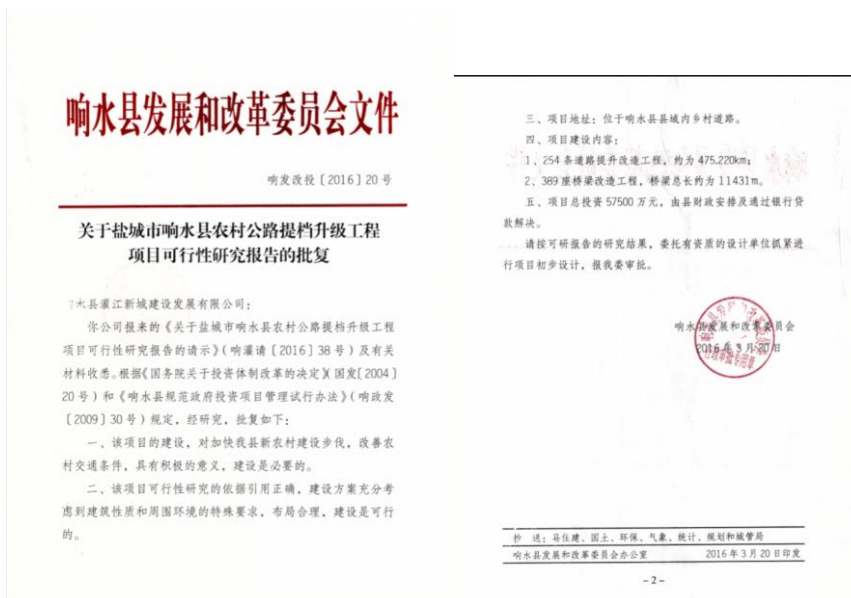 响水县发展和改革委员会文件
响发改投〔2016〕20号
关于盐城市响水县农村公路提档升级工程
项目可行性研究报告的批复
水县灌江新城建设发展有限公司：
你公司报来的《关于盐城市响水县农村公路提档升级工程
项目可行性研究报告的请示》（响灌请〔2016〕38号）及有关
材料收悉。根据《国务院关于投资体制改革的决定》（国发〔2004〕
20号）和《响水县规范政府投资项目管理试行办法》（响政发
〔2009〕30号）规定，经研究，批复如下：
一、该项目的建设，对加快我县新农村建设步伐，改善农
村交通条件，具有积极的意义，建设是必要的。
二、该项目可行性研究的依据引用正确，建设方案充分考
虑到建筑性质和周围环境的特殊要求，布局合理，建设是可行
的。
三、项目地址：位于响水县县域内乡村道路。
四、项目建设内容：
1、254条道路提升改造工程，约为475.220km；
2、389座桥梁改造工程，桥梁总长约为11431m。
五、项目总投资57500万元，由县财政安排及通过银行贷
款解决。
请按可研报告的研究结果，委托有资质的设计单位抓紧进
行项目初步设计，报我委审批。
响水县发展和改革委员会
2016年3月20日
行政审批专用章
抄 送：县住建、国土、环保、气象、统计、规划和城管局
响水县发展和改革委员会办公室 2016年3月20日印发
-2-